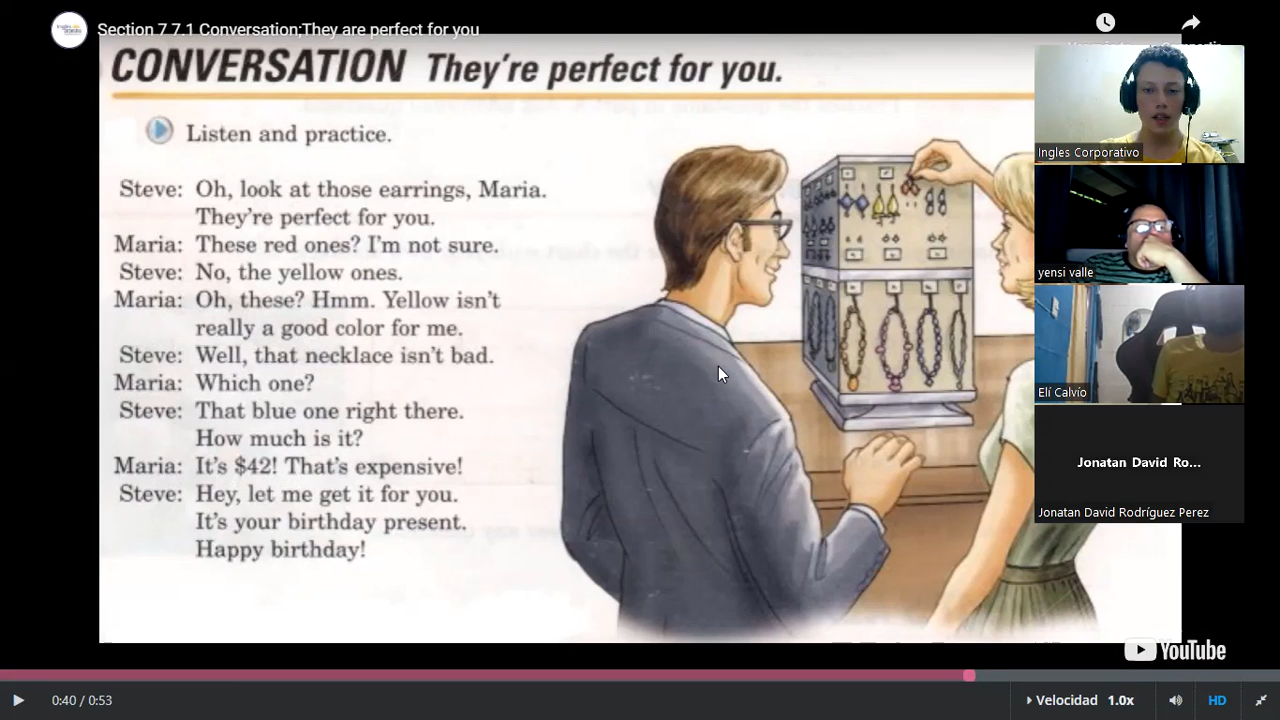 Section 7 7.1 Conversation;They are perfect for you
CONVERSATION They're perfect for you.
Listen and practice.
Steve: Oh, look at those earrings, Maria.
They're perfect for you.
Maria: These red ones? I'm not sure.
Steve: No, the yellow ones.
Maria: Oh, these? Hmm. Yellow isn't
really a good color for me.
Steve: Well, that necklace isn't bad.
Maria: Which one?
Steve: That blue one right there.
How much is it?
Maria: It's $42! That's expensive!
Steve: Hey, let me get it for you.
It's your birthday present.
Happy birthday!
Ingles Corporativo
yensi valle
Elí Calvío
Jonatan David Ro...
Jonatan David Rodríguez Perez
YouTube
0:40 / 0:53
Velocidad 1.0x
HD